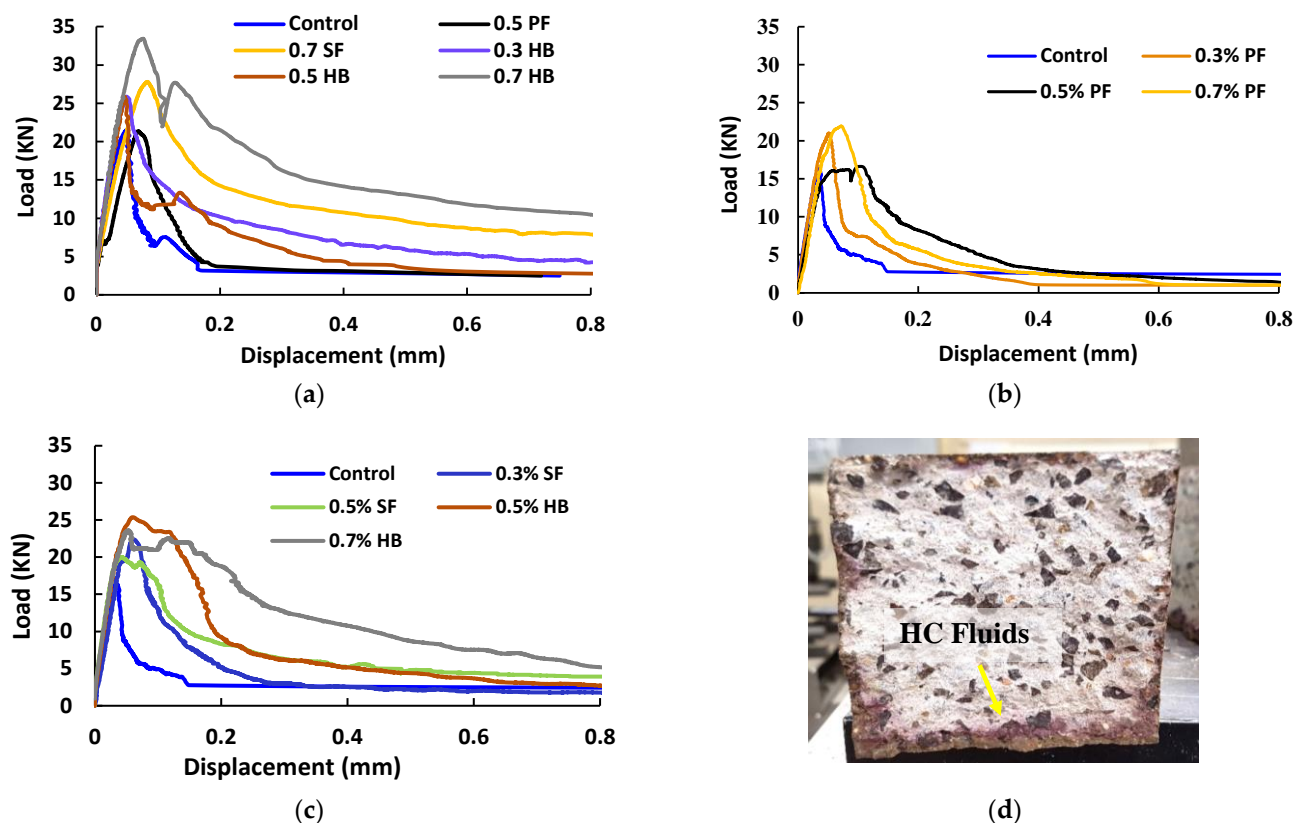 Control 0.5 PF
0.7 SF 0.3 HB
0.5 HB 0.7 HB
Load (KN)
35
30
25
20
15
10
5
0
0 0.2 0.4 0.6 0.8
Displacement (mm)
(a)
Control 0.3% PF
0.5% PF 0.7% PF
Load (KN)
35
30
25
20
15
10
5
0
0 0.2 0.4 0.6 0.8
Displacement (mm)
(b)
Control 0.3% SF
0.5% SF 0.5% HB
0.7% HB
Load (KN)
35
30
25
20
15
10
5
0
0 0.2 0.4 0.6 0.8
Displacement (mm)
(c)
HC Fluids
(d)